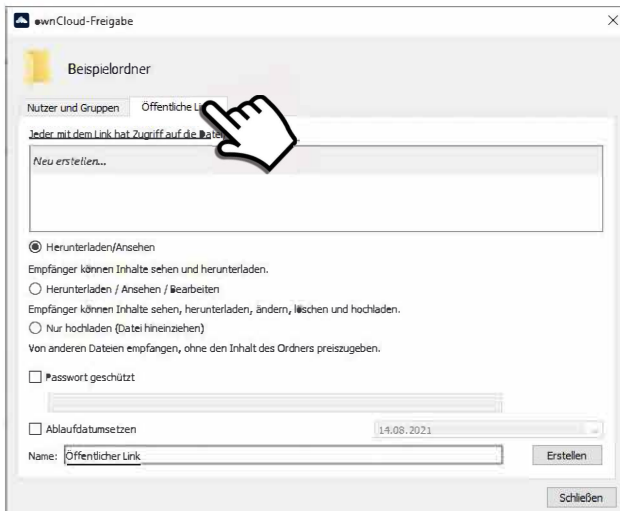 ownCloud-Freigabe
Beispielordner
Nutzer und Gruppen
Öffentliche
Jeder mit dem Link hat Zugriff auf die
Neu erstellen...
Herunterladen/Ansehen
Empfänger können Inhalte sehen und herunterladen.
Herunterladen / Ansehen / Bearbeiten
Empfänger können Inhalte sehen, herunterladen, ändern, löschen und hochladen.
Nur hochladen (Datei hineinziehen)
Von anderen Dateien empfangen, ohne den Inhalt des Ordners preiszugeben.
Passwort geschützt
Ablaufdatumsetzen
14.08.2021
Name: Öffentlicher Link
Erstellen
Schließen